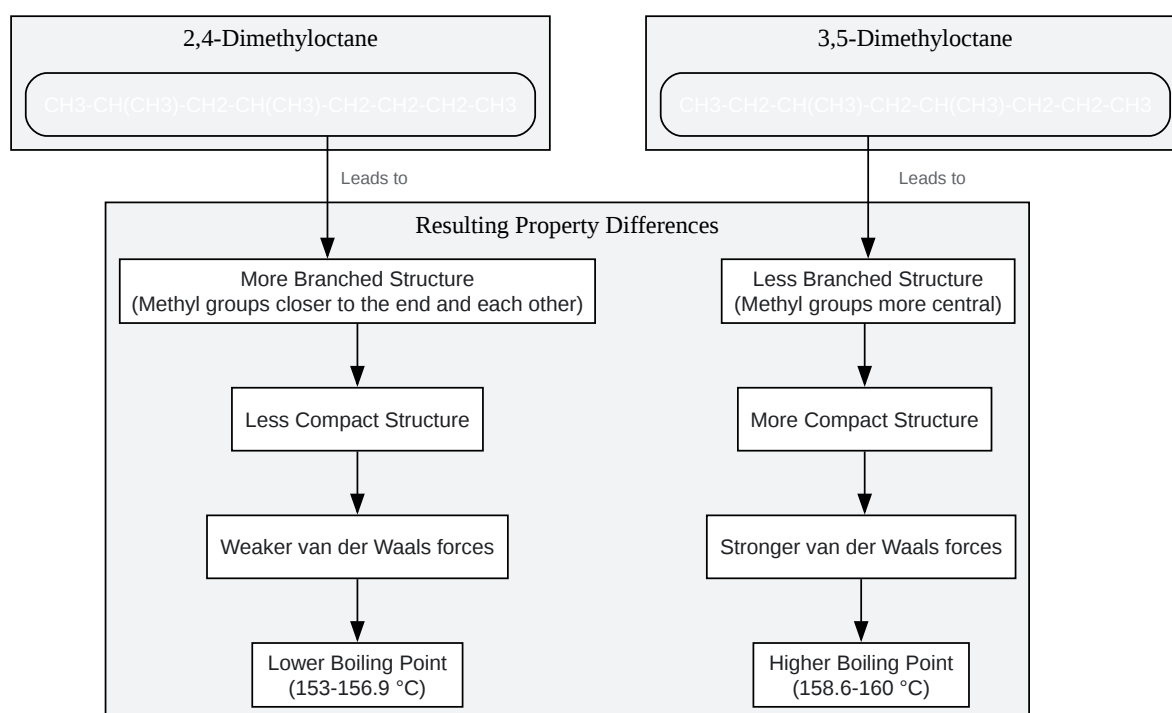 2,4-Dimethyloctane
CH3-CH(CH3)-CH2-CH(CH3)-CH2-CH2-CH2-CH3
3,5-Dimethyloctane
CH3-CH2-CH(CH3)-CH2-CH(CH3)-CH2-CH2-CH3
Leads to
Leads to
Resulting Property Differences
More Branched Structure
(Methyl groups closer to the end and each other)
Less Branched Structure
(Methyl groups more central)
Less Compact Structure
More Compact Structure
Weaker van der Waals forces
Stronger van der Waals forces
Lower Boiling Point
(153-156.9 °C)
Higher Boiling Point
(158.6-160 °C)